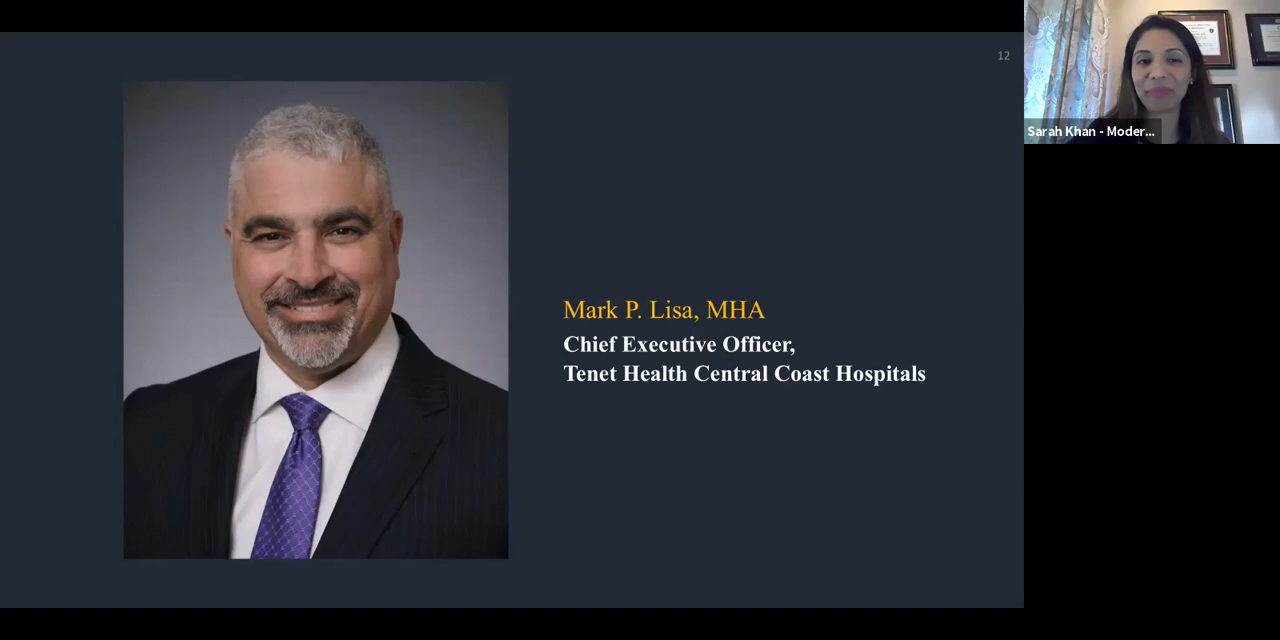 12
Mark P. Lisa, MHA
Chief Executive Officer,
Tenet Health Central Coast Hospitals
Sarah Khan - Moder...